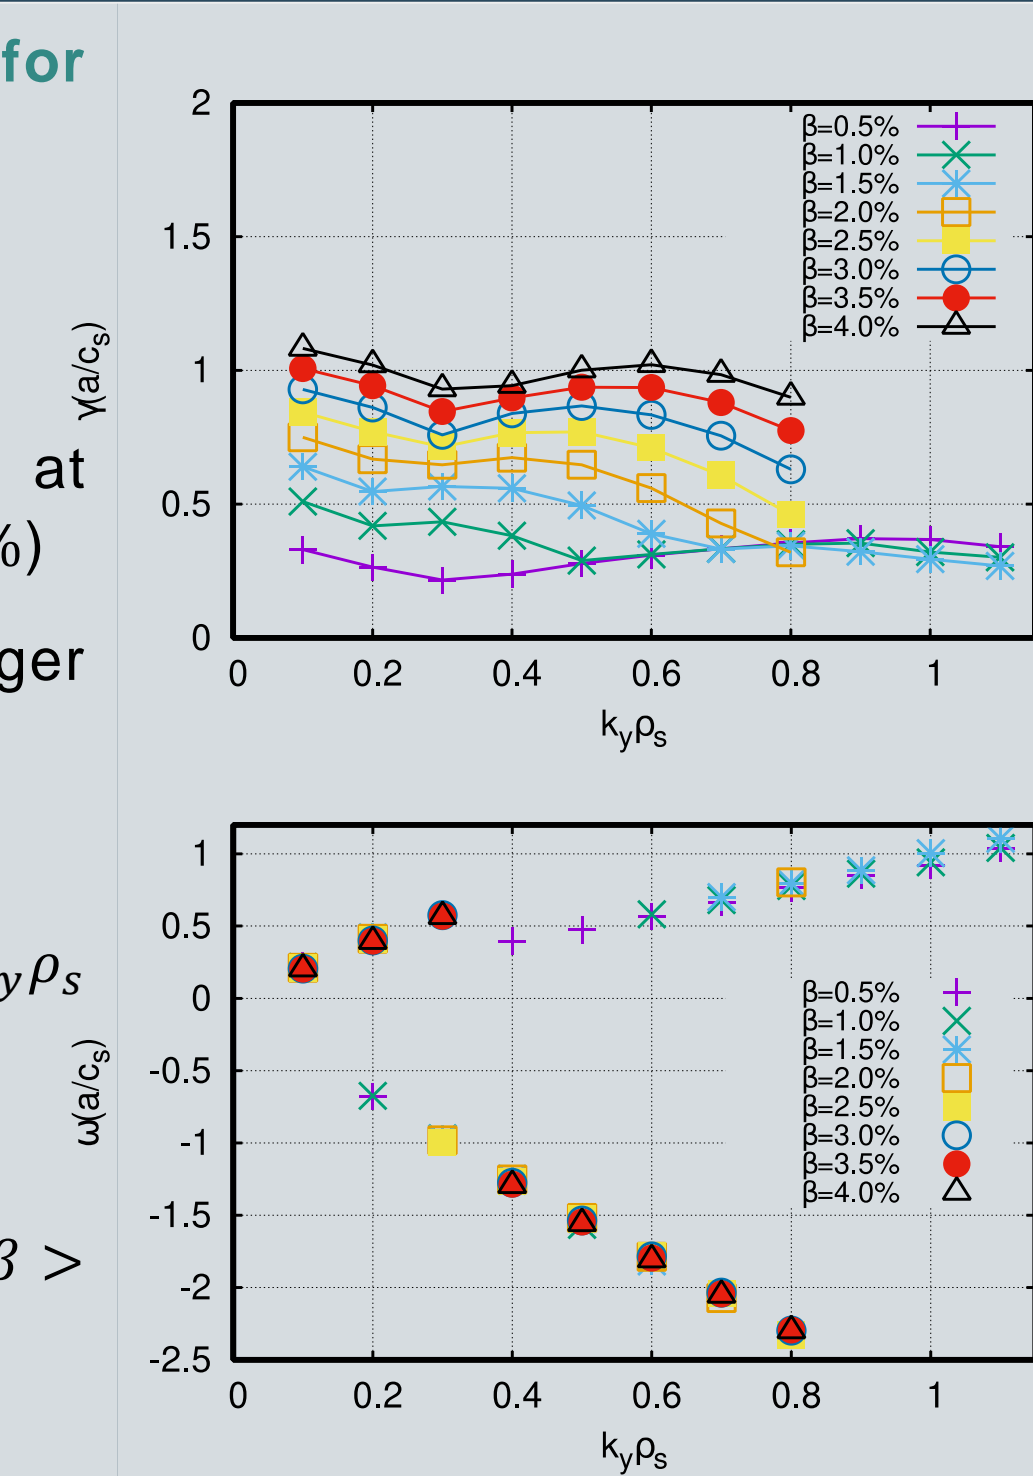 for
at
%)
ger
yρs
β >
2
1.5
1
0.5
0
γ(a/cs)
β=0.5%
β=1.0%
β=1.5%
β=2.0%
β=2.5%
β=3.0%
β=3.5%
β=4.0%
0 0.2 0.4 0.6 0.8 1
kyρs
1
0.5
0
-0.5
-1
-1.5
-2
-2.5
ω(a/cs)
β=0.5%
β=1.0%
β=1.5%
β=2.0%
β=2.5%
β=3.0%
β=3.5%
β=4.0%
0 0.2 0.4 0.6 0.8 1
kyρs